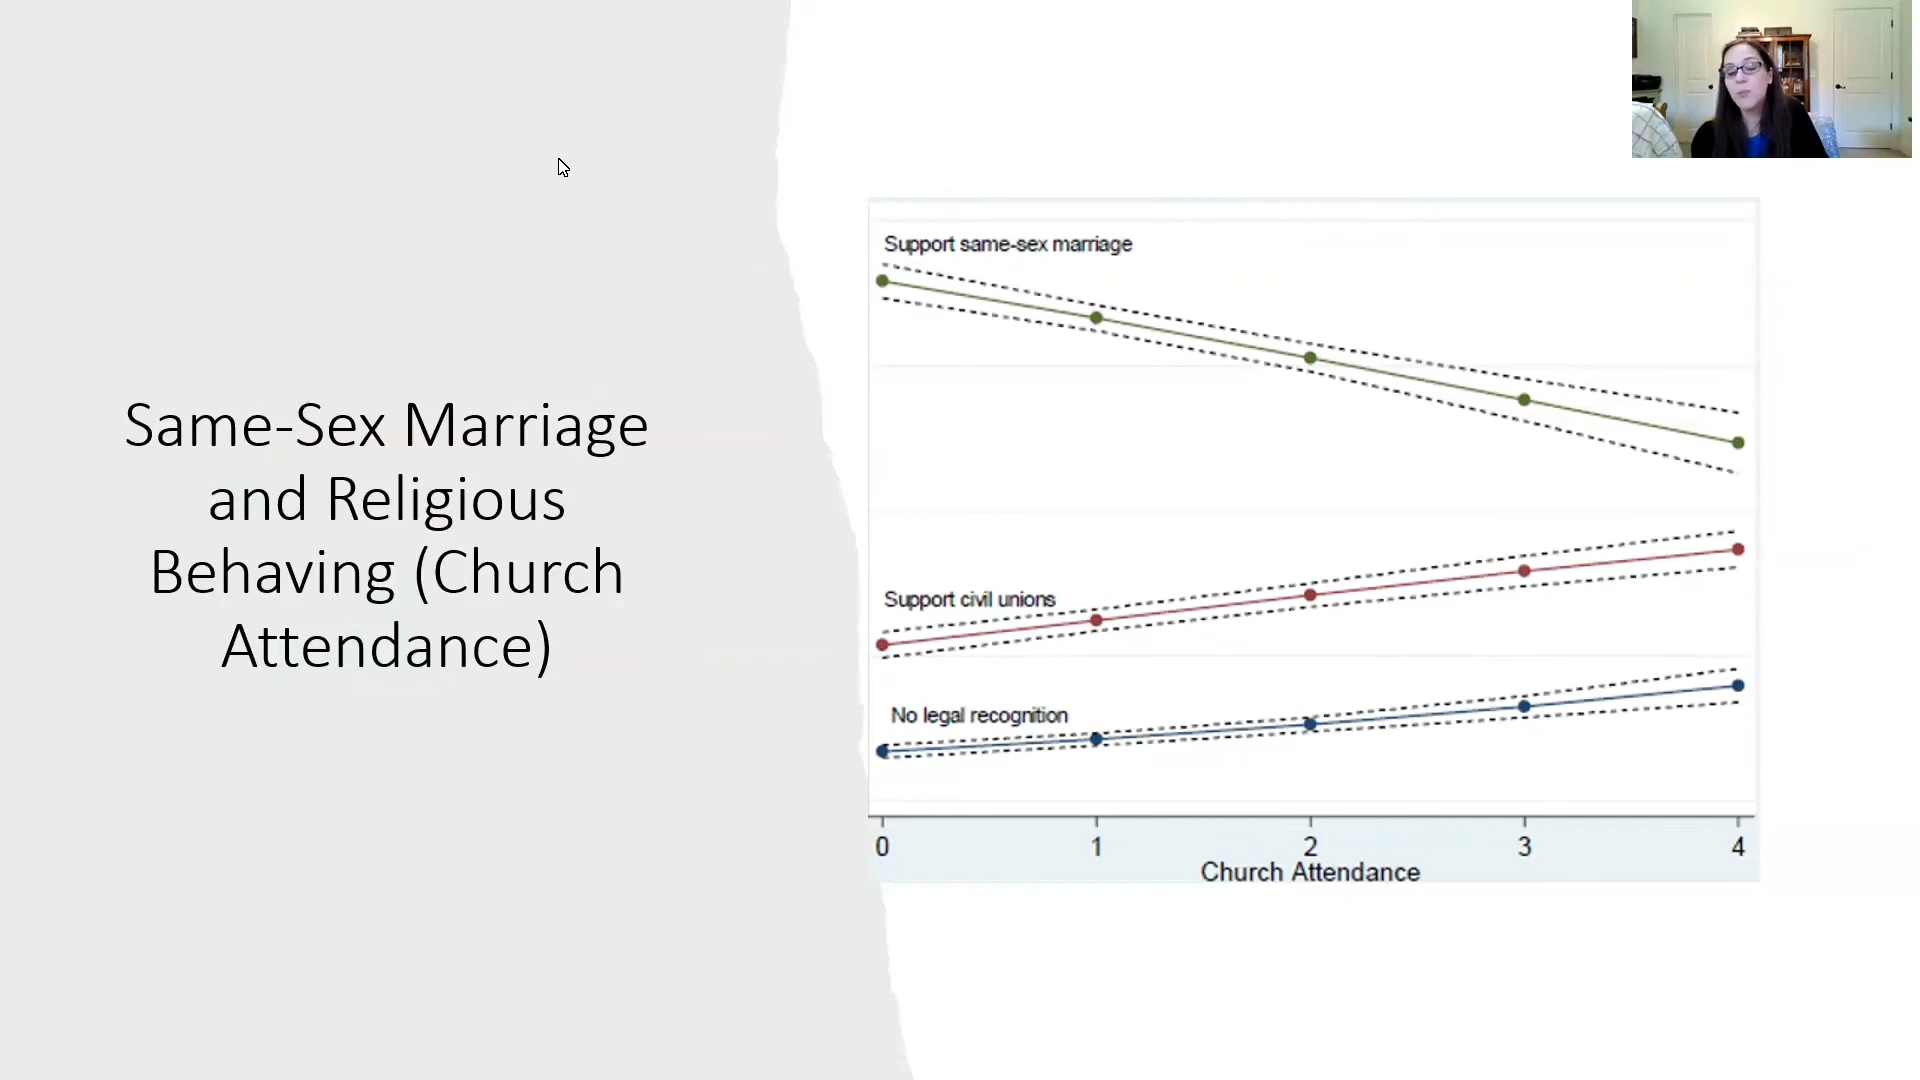 Same-Sex Marriage
and Religious
Behaving (Church
Attendance)
Support same-sex marriage
Support civil unions
No legal recognition
0 1 2 3 4
Church Attendance